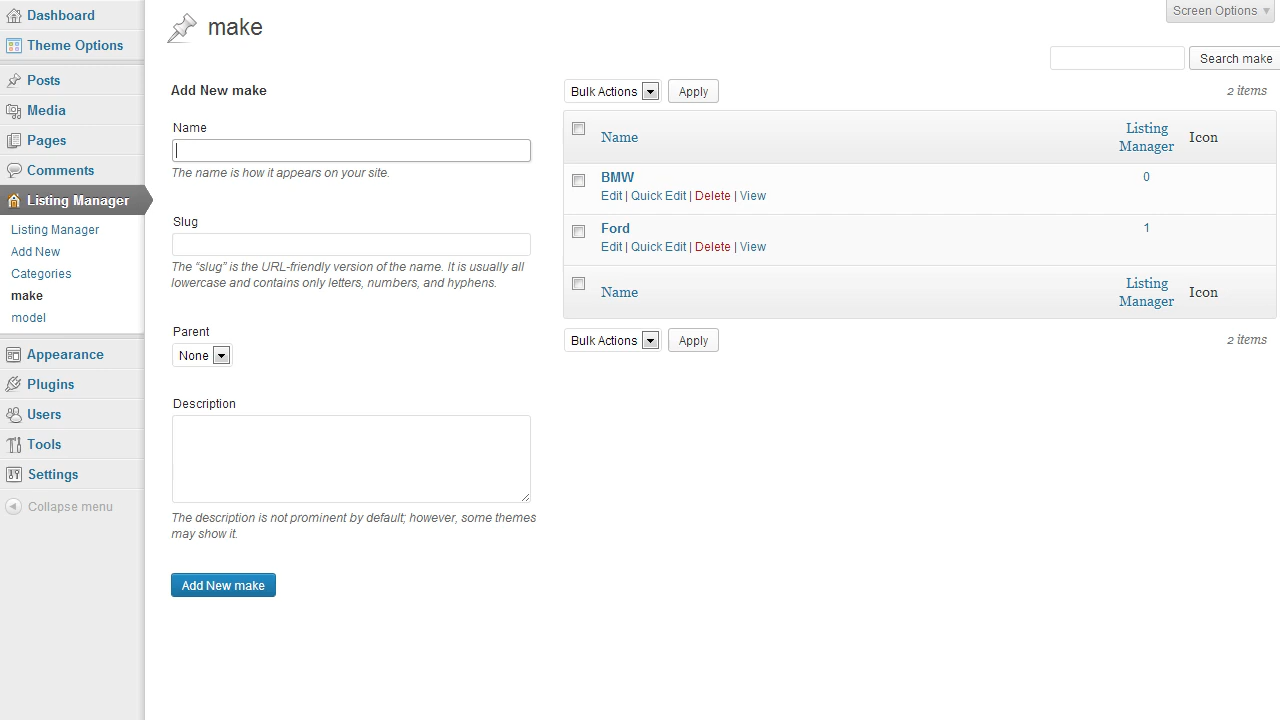 Dashboard
Theme Options
Posts
Media
Pages
Comments
Listing Manager
Listing Manager
Add New
Categories
make
model
Appearance
Plugins
Users
Tools
Settings
Collapse menu
Screen Options
make
Search make
Add New make
Name
The name is how it appears on your site.
Slug
The “slug” is the URL-friendly version of the name. It is usually all
lowercase and contains only letters, numbers, and hyphens.
Parent
None
Description
The description is not prominent by default; however, some themes
may show it.
Add New make
Bulk Actions Apply 2 items
Name Listing Manager Icon
BMW 0
Edit | Quick Edit | Delete | View
Ford 1
Edit | Quick Edit | Delete | View
Name Listing Manager Icon
Bulk Actions Apply 2 items